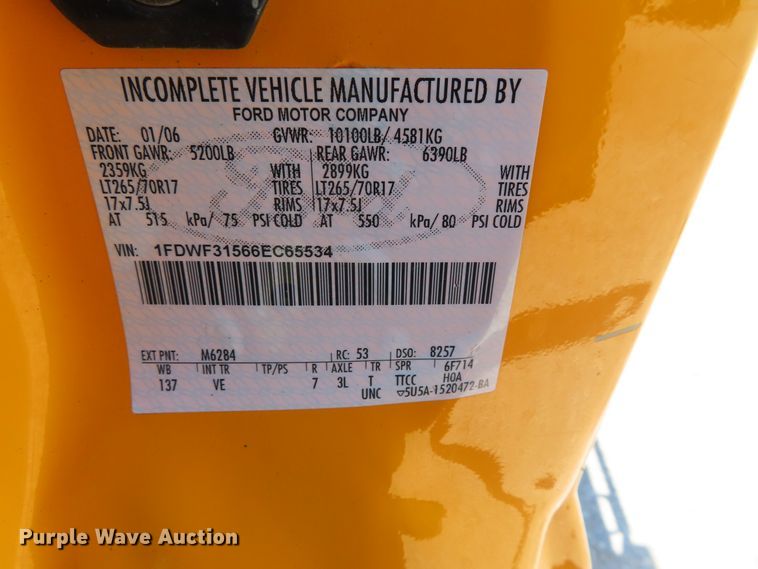 INCOMPLETE VEHICLE MANUFACTURED BY
FORD MOTOR COMPANY
DATE: 01/06 GVWR: 10100LB/ 4581KG
FRONT GAWR: 5200LB REAR GAWR: 6390LB
2359KG WITH 2899KG WITH
LT265/70R17 TIRES LT265/70R17 TIRES
17x7.5J RIMS 17x7.5J RIMS
AT 515 kPa/ 75 PSI COLD AT 550 kPa/ 80 PSI COLD
VIN: 1FDWF31566EC65534
EXT PNT: M6284 RC: 53 DSO: 8257
WB INT TR TP/PS R AXLE TR SPR 6F714
137 VE 7 3L T TTCC H0A
UNC 5U5A-1520472-BA
Purple Wave Auction